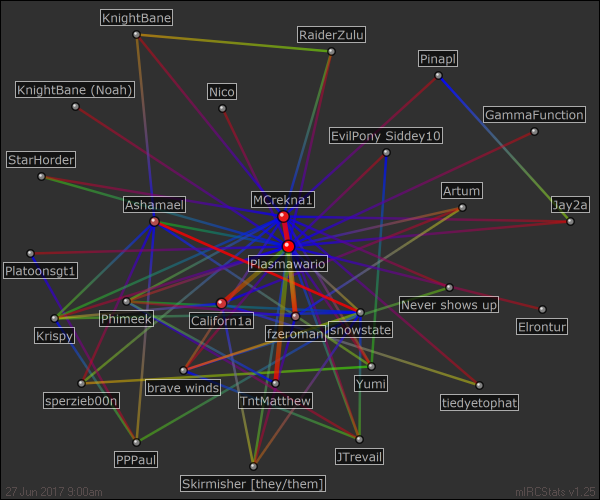 KnightBane
RaiderZulu
Pinapl
KnightBane (Noah)
Nico
GammaFunction
EvilPony Siddey10
StarHorder
Artum
MCrekna1
Ashamael
Jay2a
Plasmawario
Platoonsgt1
Never shows up
Elrontur
Phimeek
Californ1a
fzeroman
snowstate
Krispy
brave winds
Yumi
sperzieb00n
TntMatthew
tiedyetophat
PPPaul
JTrevail
Skirmisher [they/them]
27 Jun 2017 9:00am
mIRCStats v1.25